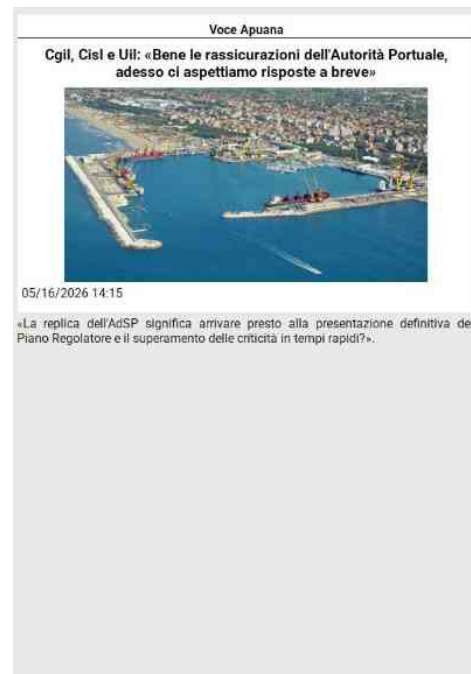 Voce Apuana
Cgil, Cisl e Uil: «Bene le rassicurazioni dell'Autorità Portuale,
adesso ci aspettiamo risposte a breve»
05/16/2026 14:15
«La replica dell'AdSP significa arrivare presto alla presentazione definitiva de
Piano Regolatore e il superamento delle criticità in tempi rapidi?».